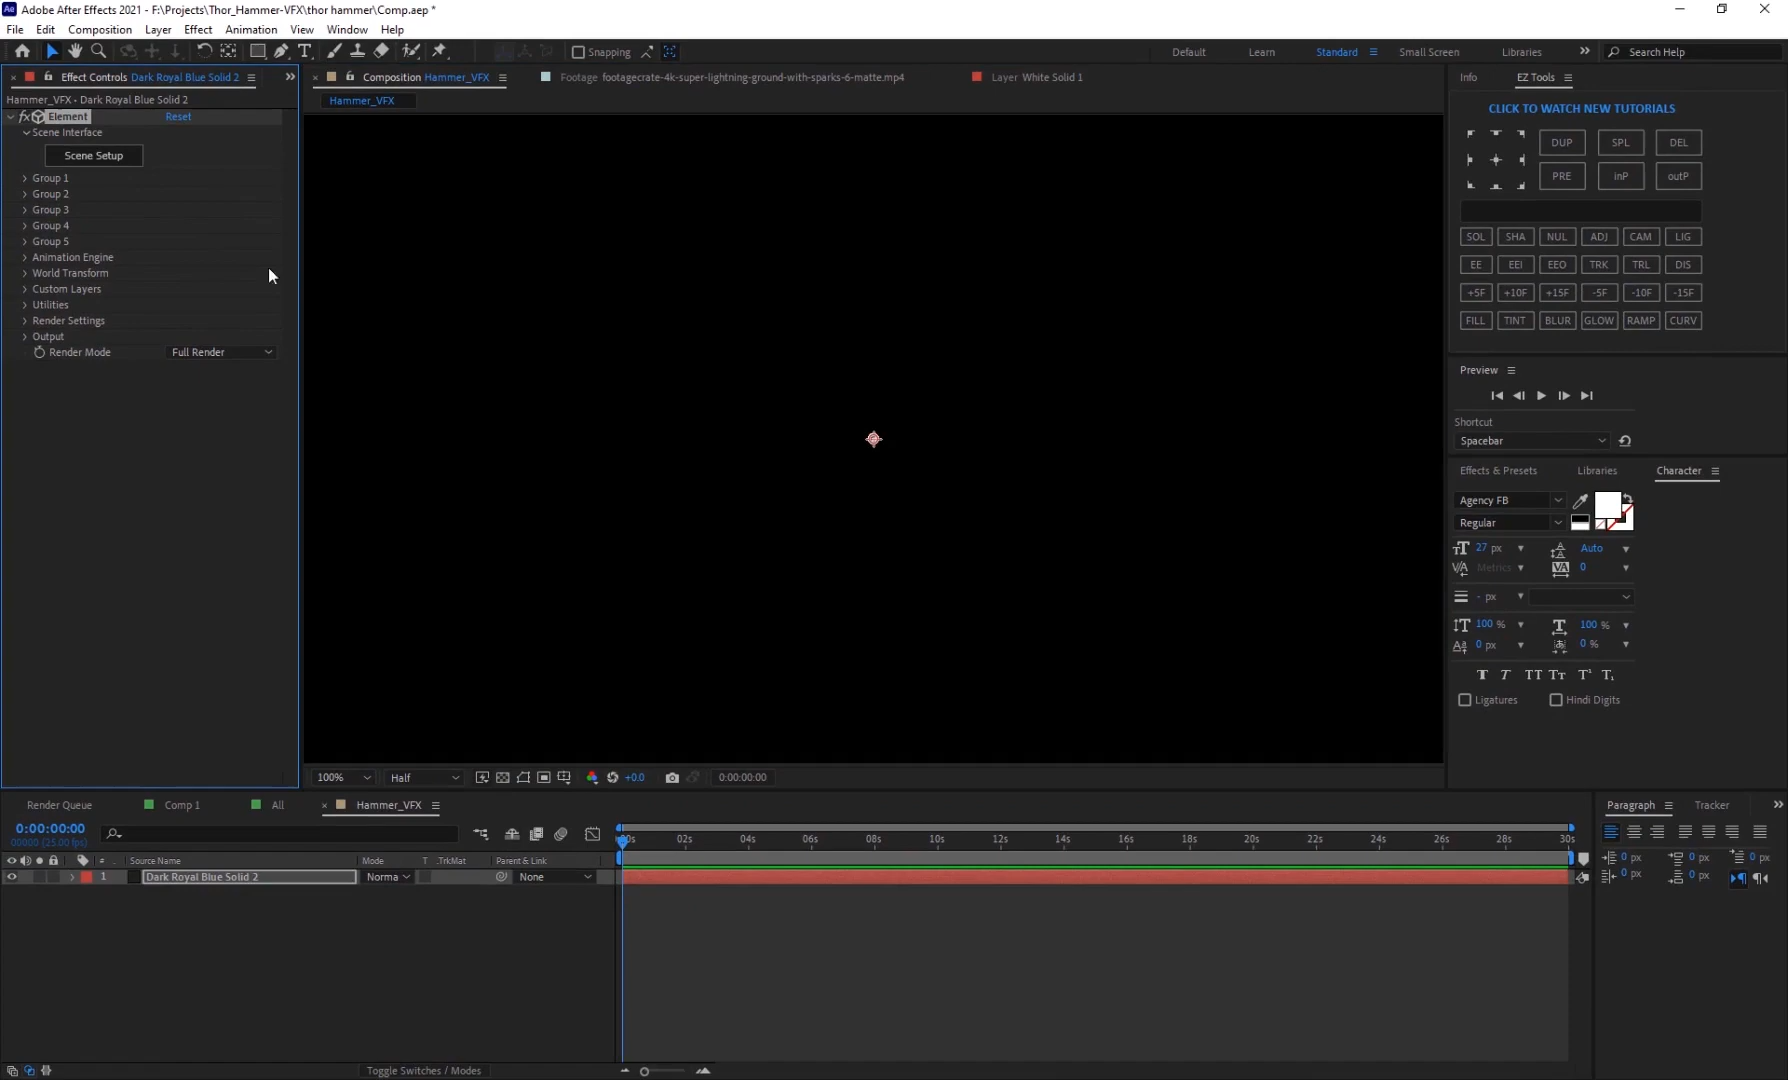 Adobe After Effects 2021 - F:\Projects\Thor_Hammer-VFX\thor hammer\Comp.aep *
File Edit Composition Layer Effect Animation View Window Help
Snapping Default Learn Standard Small Screen Libraries Search Help
Effect Controls Dark Royal Blue Solid 2
Composition Hammer_VFX
Footage footagecrate-4k-super-lightning-ground-with-sparks-6-matte.mp4
Layer White Solid 1
Info EZ Tools
Hammer_VFX • Dark Royal Blue Solid 2
Hammer_VFX
fx Element Reset
Scene Interface
Scene Setup
Group 1
Group 2
Group 3
Group 4
Group 5
Animation Engine
World Transform
Custom Layers
Utilities
Render Settings
Output
Render Mode Full Render
CLICK TO WATCH NEW TUTORIALS
DUP SPL DEL
PRE inP outP
SOL SHA NUL ADJ CAM LIG
EE EEI EEO TRK TRL DIS
+5F +10F +15F -5F -10F -15F
FILL TINT BLUR GLOW RAMP CURV
Preview
Shortcut
Spacebar
Effects & Presets Libraries Character
Agency FB
Regular
27 px Auto
Metrics 0
- px
100 % 100 %
0 px 0 %
Ligatures Hindi Digits
100% Half +0.0 0:00:00:00
Render Queue Comp 1 All Hammer_VFX
0:00:00:00
00000 (25.00 fps)
02s 04s 06s 08s 10s 12s 14s 16s 18s 20s 22s 24s 26s 28s 30s
# Source Name Mode T .TrkMat Parent & Link
1 Dark Royal Blue Solid 2 Norma None
Toggle Switches / Modes
Paragraph Tracker
0 px 0 px 0 px
0 px 0 px